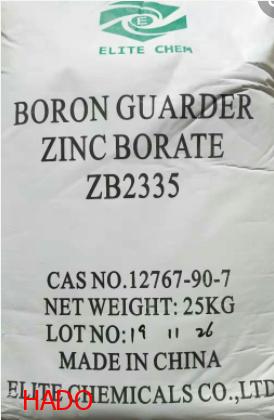 ELITE CHEM
BORON GUARDER
ZINC BORATE
ZB2335
CAS NO.12767-90-7
NET WEIGHT: 25KG
LOT NO: 19 11 26
MADE IN CHINA
ELITE CHEMICALS CO.,LTD
HADO